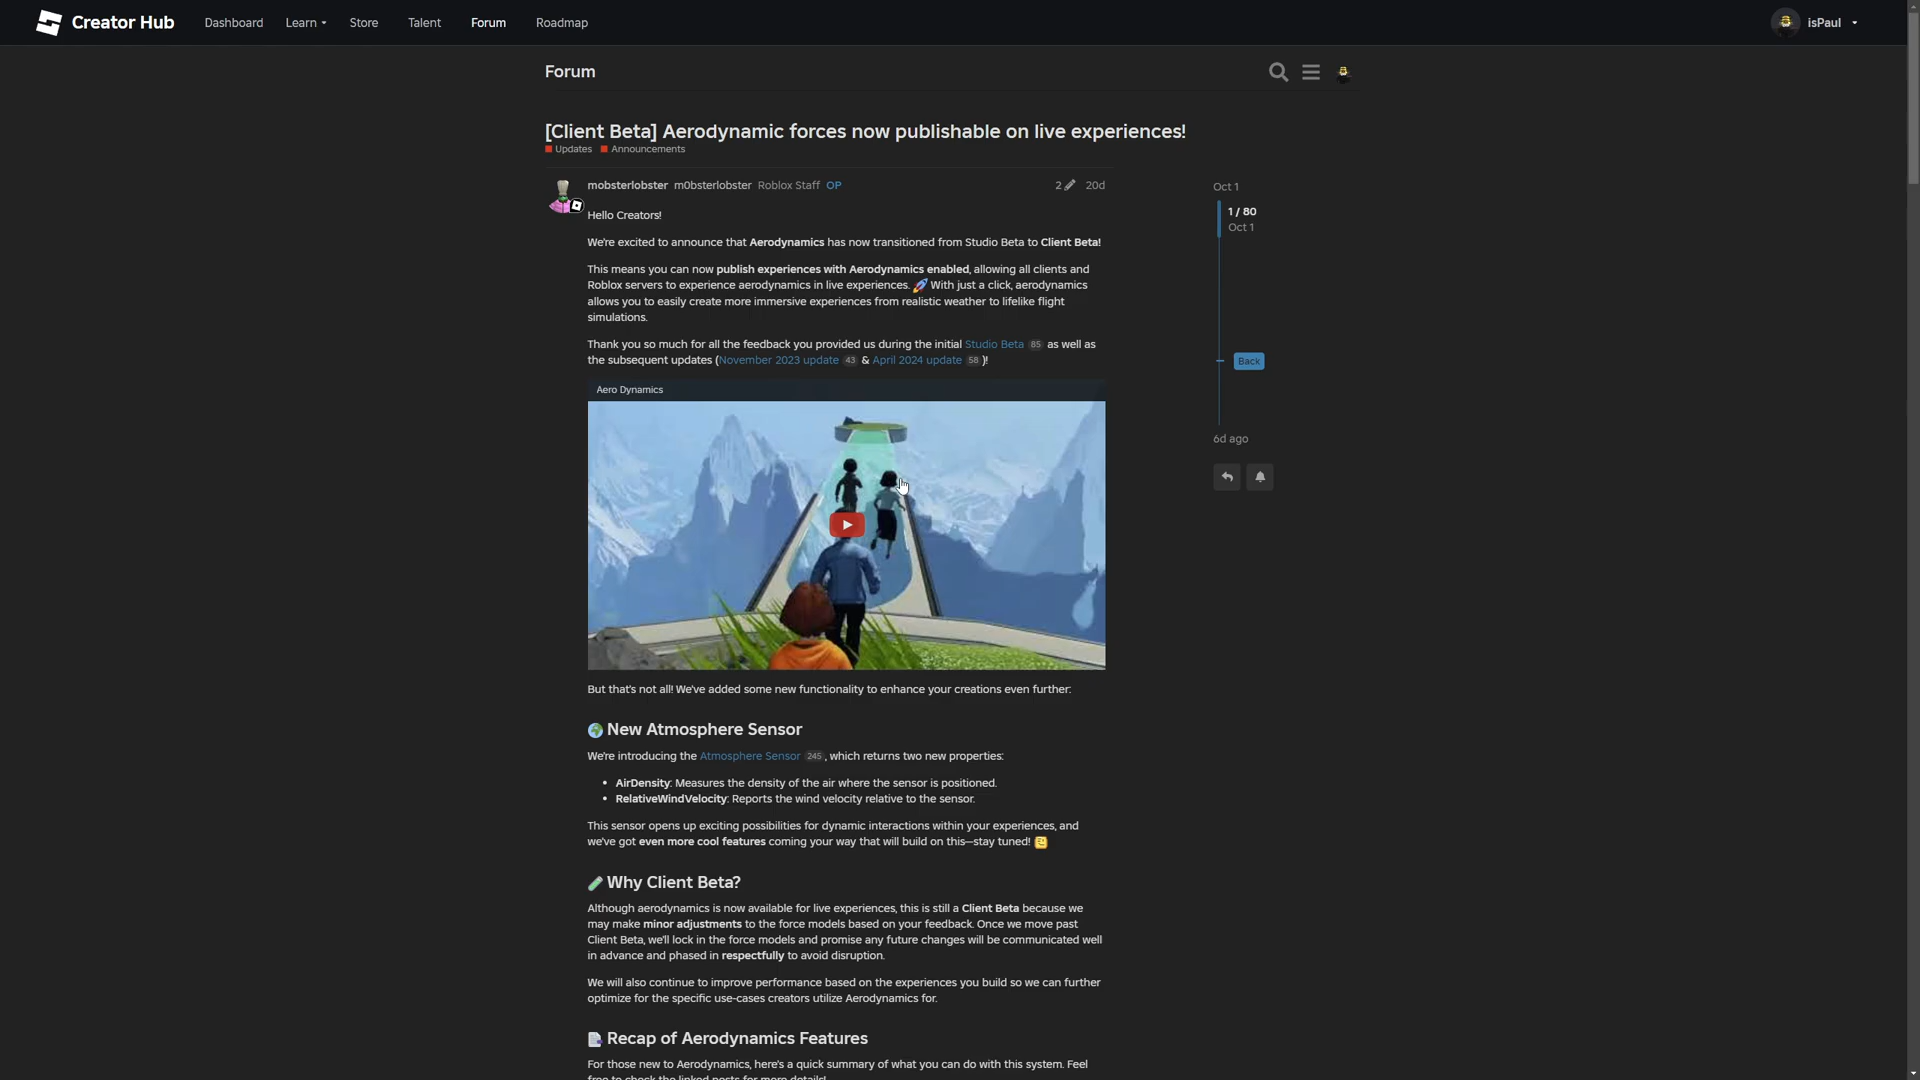 Creator Hub
Dashboard
Learn
Store
Talent
Forum
Roadmap
isPaul
Forum
[Client Beta] Aerodynamic forces now publishable on live experiences!
Updates Announcements
mobsterlobster m0bsterlobster Roblox Staff OP
2 20d
Hello Creators!
We're excited to announce that Aerodynamics has now transitioned from Studio Beta to Client Beta!
This means you can now publish experiences with Aerodynamics enabled, allowing all clients and
Roblox servers to experience aerodynamics in live experiences. 🚀 With just a click, aerodynamics
allows you to easily create more immersive experiences from realistic weather to lifelike flight
simulations.
Thank you so much for all the feedback you provided us during the initial Studio Beta 85 as well as
the subsequent updates (November 2023 update 43 & April 2024 update 58 )!
Aero Dynamics
But that's not all! We've added some new functionality to enhance your creations even further:
New Atmosphere Sensor
We're introducing the Atmosphere Sensor 245 , which returns two new properties:
• AirDensity: Measures the density of the air where the sensor is positioned.
• RelativeWindVelocity: Reports the wind velocity relative to the sensor.
This sensor opens up exciting possibilities for dynamic interactions within your experiences, and
we've got even more cool features coming your way that will build on this—stay tuned!
Why Client Beta?
Although aerodynamics is now available for live experiences, this is still a Client Beta because we
may make minor adjustments to the force models based on your feedback. Once we move past
Client Beta, we'll lock in the force models and promise any future changes will be communicated well
in advance and phased in respectfully to avoid disruption.
We will also continue to improve performance based on the experiences you build so we can further
optimize for the specific use-cases creators utilize Aerodynamics for.
Recap of Aerodynamics Features
For those new to Aerodynamics, here's a quick summary of what you can do with this system. Feel
free to check the linked posts for more details!
Oct 1
1 / 80
Oct 1
Back
6d ago